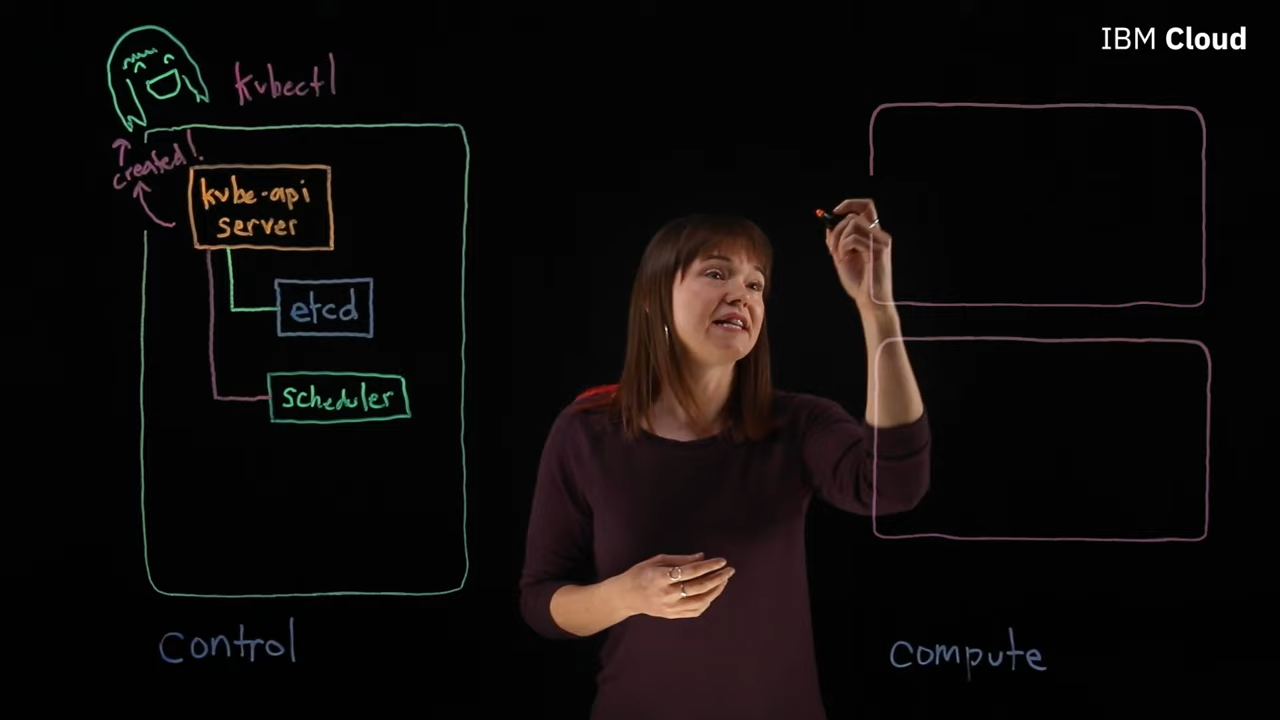 IBM Cloud
kubectl
created!
kube-api
server
etcd
scheduler
control
compute